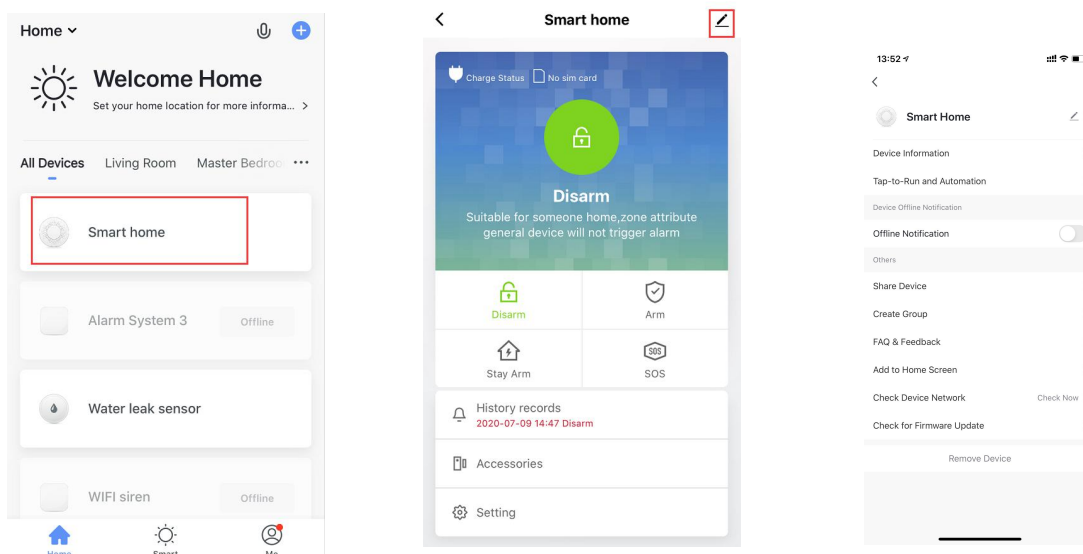 Home
Welcome Home
Set your home location for more informa...
All Devices Living Room Master Bedroo
Smart home
Alarm System 3 Offline
Water leak sensor
WIFI siren Offline
Home Smart Me
Smart home
Charge Status No sim card
Disarm
Suitable for someone home,zone attribute
general device will not trigger alarm
Disarm Arm
Stay Arm SOS SOS
History records
2020-07-09 14:47 Disarm
Accessories
Setting
13:52
Smart Home
Device Information
Tap-to-Run and Automation
Device Offline Notification
Offline Notification
Others
Share Device
Create Group
FAQ & Feedback
Add to Home Screen
Check Device Network Check Now
Check for Firmware Update
Remove Device